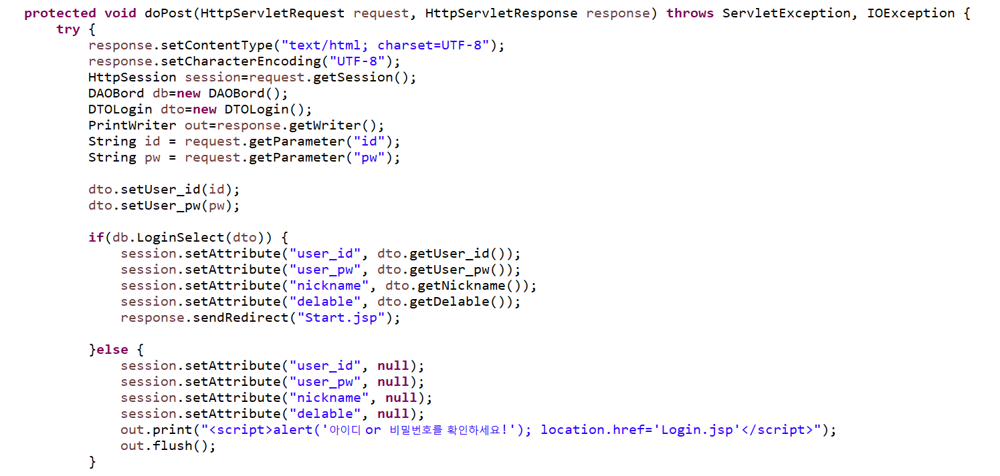 protected void doPost(HttpServletRequest request, HttpServletResponse response) throws ServletException, IOException {
try {
response.setContentType("text/html; charset=UTF-8");
response.setCharacterEncoding("UTF-8");
HttpSession session=request.getSession();
DAOBord db=new DAOBord();
DTOLogin dto=new DTOLogin();
PrintWriter out=response.getWriter();
String id = request.getParameter("id");
String pw = request.getParameter("pw");
dto.setUser_id(id);
dto.setUser_pw(pw);
if(db.LoginSelect(dto)) {
session.setAttribute("user_id", dto.getUser_id());
session.setAttribute("user_pw", dto.getUser_pw());
session.setAttribute("nickname", dto.getNickname());
session.setAttribute("delable", dto.getDelable());
response.sendRedirect("Start.jsp");
}else {
session.setAttribute("user_id", null);
session.setAttribute("user_pw", null);
session.setAttribute("nickname", null);
session.setAttribute("delable", null);
out.print("<script>alert('아이디 or 비밀번호를 확인하세요!'); location.href='Login.jsp'</script>");
out.flush();
}